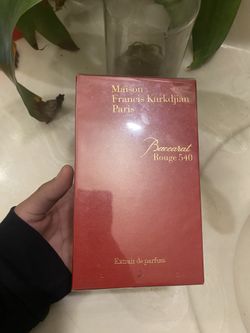 Maison
Francis Kurkdjian
Paris
Baccarat
Rouge 540
Extrait de parfum